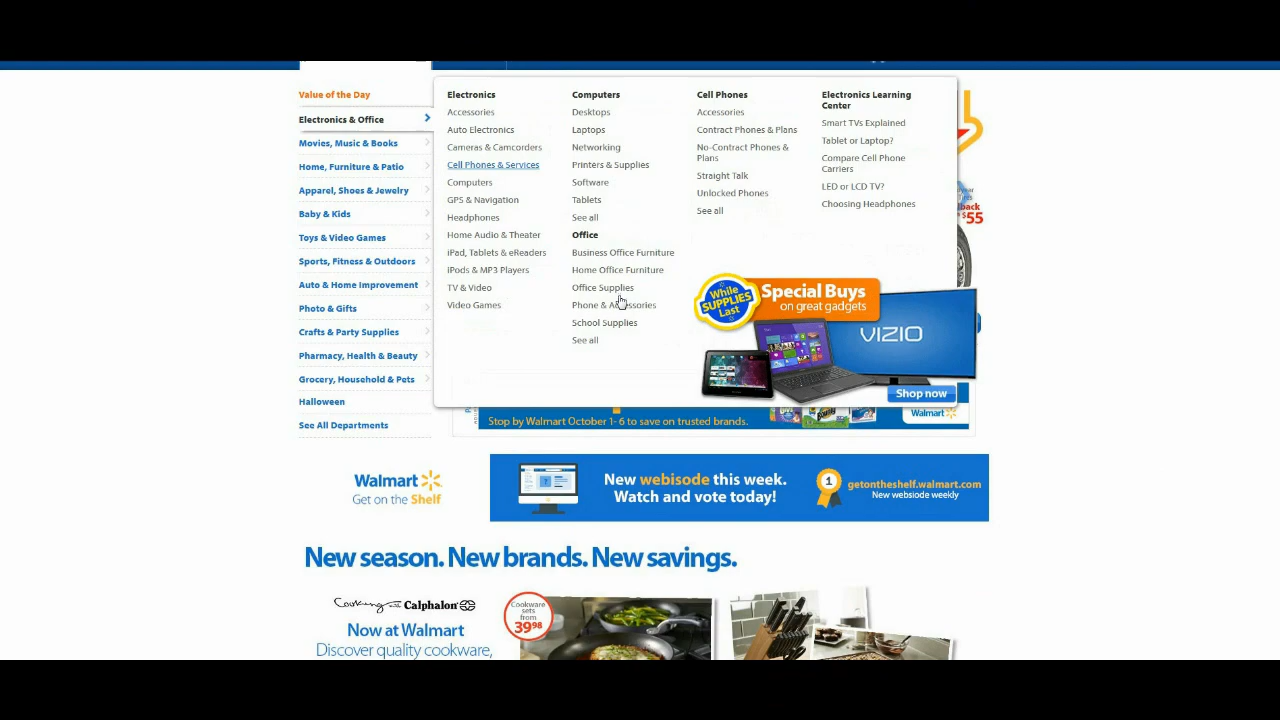 Value of the Day
Electronics & Office
Movies, Music & Books
Home, Furniture & Patio
Apparel, Shoes & Jewelry
Baby & Kids
Toys & Video Games
Sports, Fitness & Outdoors
Auto & Home Improvement
Photo & Gifts
Crafts & Party Supplies
Pharmacy, Health & Beauty
Grocery, Household & Pets
Halloween
See All Departments
Electronics
Accessories
Auto Electronics
Cameras & Camcorders
Cell Phones & Services
Computers
GPS & Navigation
Headphones
Home Audio & Theater
iPad, Tablets & eReaders
iPods & MP3 Players
TV & Video
Video Games
Computers
Desktops
Laptops
Networking
Printers & Supplies
Software
Tablets
See all
Office
Business Office Furniture
Home Office Furniture
Office Supplies
Phone & Accessories
School Supplies
See all
Cell Phones
Accessories
Contract Phones & Plans
No-Contract Phones &
Plans
Straight Talk
Unlocked Phones
See all
Electronics Learning
Center
Smart TVs Explained
Tablet or Laptop?
Compare Cell Phone
Carriers
LED or LCD TV?
Choosing Headphones
$55
While
SUPPLIES
Last
Special Buys
on great gadgets
VIZIO
Shop now
Stop by Walmart October 1- 6 to save on trusted brands.
Walmart
Walmart
Get on the Shelf
New webisode this week.
Watch and vote today!
1
getontheshelf.walmart.com
New websiode weekly
New season. New brands. New savings.
Cooking with Calphalon
Now at Walmart
Discover quality cookware,
Cookware
sets
from
3998